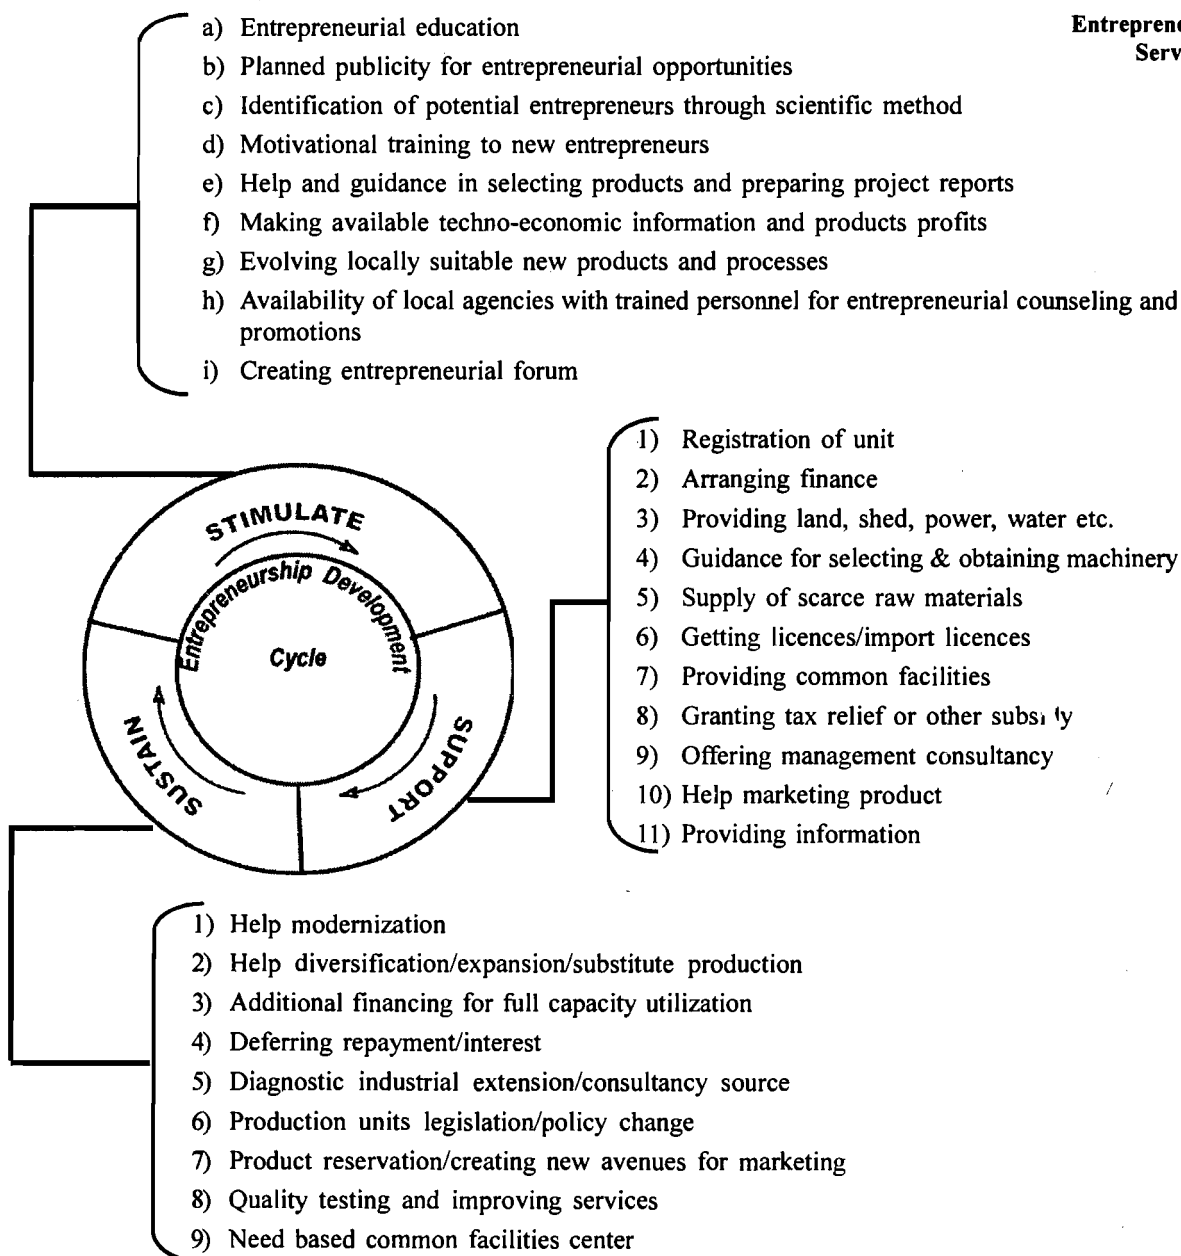 Entreprene
Serv
a) Entrepreneurial education
b) Planned publicity for entrepreneurial opportunities
c) Identification of potential entrepreneurs through scientific method
d) Motivational training to new entrepreneurs
e) Help and guidance in selecting products and preparing project reports
f) Making available techno-economic information and products profits
g) Evolving locally suitable new products and processes
h) Availability of local agencies with trained personnel for entrepreneurial counseling and
promotions
i) Creating entrepreneurial forum
STIMULATE
Entrepreneurship Development
Cycle
SUPPORT
SUSTAIN
1) Registration of unit
2) Arranging finance
3) Providing land, shed, power, water etc.
4) Guidance for selecting & obtaining machinery
5) Supply of scarce raw materials
6) Getting licences/import licences
7) Providing common facilities
8) Granting tax relief or other
9) Offering management consultancy
10) Help marketing product
11) Providing information
1) Help modernization
2) Help diversification/expansion/substitute production
3) Additional financing for full capacity utilization
4) Deferring repayment/interest
5) Diagnostic industrial extension/consultancy source
6) Production units legislation/policy change
7) Product reservation/creating new avenues for marketing
8) Quality testing and improving services
9) Need based common facilities center